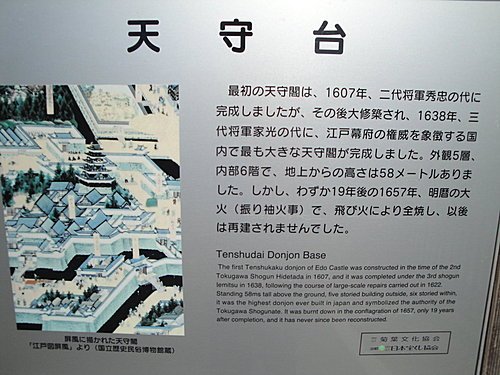 天守台
最初の天守閣は、1607年、二代将軍秀忠の代に
完成しましたが、その後大修築され、1638年、三
代将軍家光の代に、江戸幕府の権威を象徴する国
内で最も大きな天守閣が完成しました。外観5層、
内部6階で、地上からの高さは58メートルありま
した。しかし、わずか19年後の1657年、明暦の大
火（振り袖火事）で、飛び火により全焼し、以後
は再建されませんでした。
Tenshudai Donjon Base
The first Tenshukaku donjon of Edo Castle was constructed in the time of the 2nd
Tokugawa Shogun Hidetada in 1607, and it was completed under the 3rd shogun
Iemitsu in 1638, following the course of large-scale repairs carried out in 1622.
Standing 58ms tall above the ground, five storied building outside, six storied within,
it was the highest donjon ever built in japan and symbolized the authority of the
Tokugawa Shogunate. It was burnt down in the conflagration of 1657, only 19 years
after completion, and it has never since been reconstructed.
屏風に描かれた天守閣
「江戸図屏風」より（国立歴史民俗博物館蔵）
菊葉文化協会
日本宝くじ協会